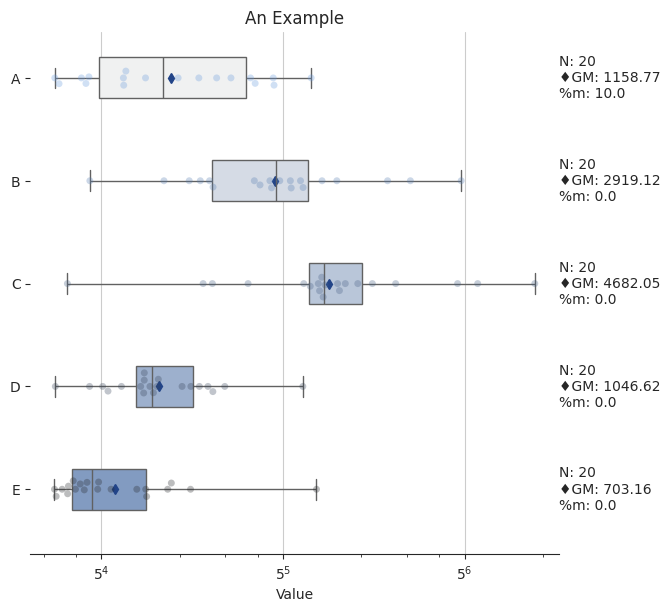 An Example
A
N: 20
♦GM: 1158.77
%m: 10.0
B
N: 20
♦GM: 2919.12
%m: 0.0
C
N: 20
♦GM: 4682.05
%m: 0.0
D
N: 20
♦GM: 1046.62
%m: 0.0
E
N: 20
♦GM: 703.16
%m: 0.0
5⁴ 5⁵ 5⁶
Value